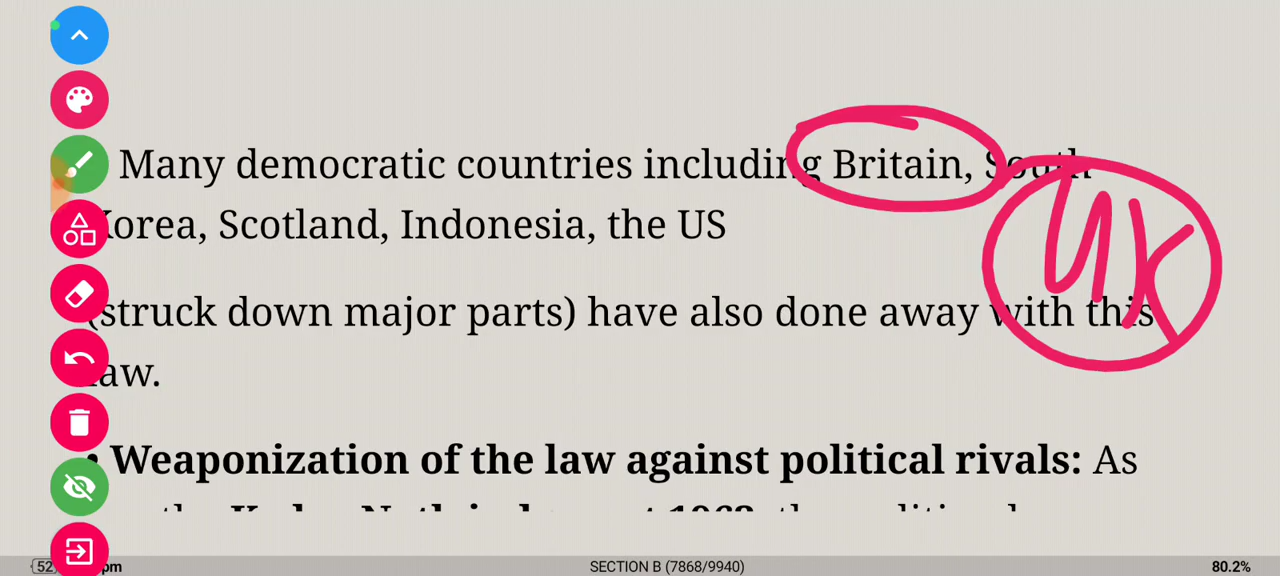 Many democratic countries including Britain, South
Korea, Scotland, Indonesia, the US
UK
(struck down major parts) have also done away with this
law.
• Weaponization of the law against political rivals: As
SECTION B (7868/9940)
80.2%